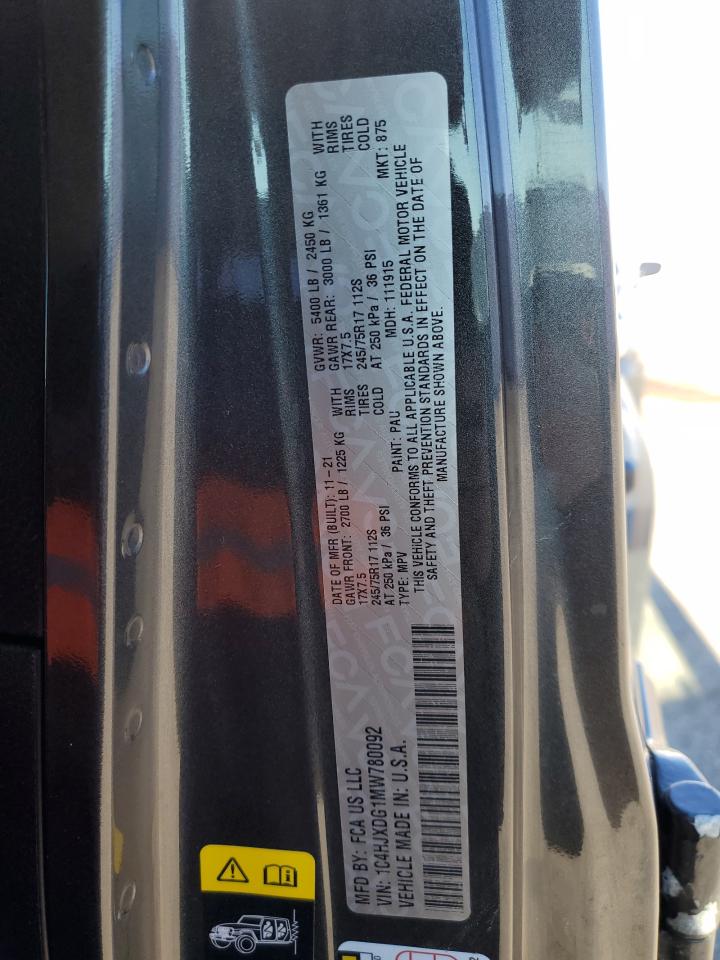 MFD BY: FCA US LLC
VIN: 1C4HJXDG1MW780092
VEHICLE MADE IN: U.S.A.
DATE OF MFR (BUILT): 11-21 GVWR: 5400 LB / 2450 KG
GAWR FRONT: 2700 LB / 1225 KG WITH GAWR REAR: 3000 LB / 1361 KG WITH
17X7.5 RIMS 17X7.5 RIMS
245/75R17 112S TIRES 245/75R17 112S TIRES
AT 250 kPa / 36 PSI COLD AT 250 kPa / 36 PSI COLD
TYPE: MPV PAINT: PAU MDH: 111915 MKT: 875
THIS VEHICLE CONFORMS TO ALL APPLICABLE U.S.A. FEDERAL MOTOR VEHICLE
SAFETY AND THEFT PREVENTION STANDARDS IN EFFECT ON THE DATE OF
MANUFACTURE SHOWN ABOVE.